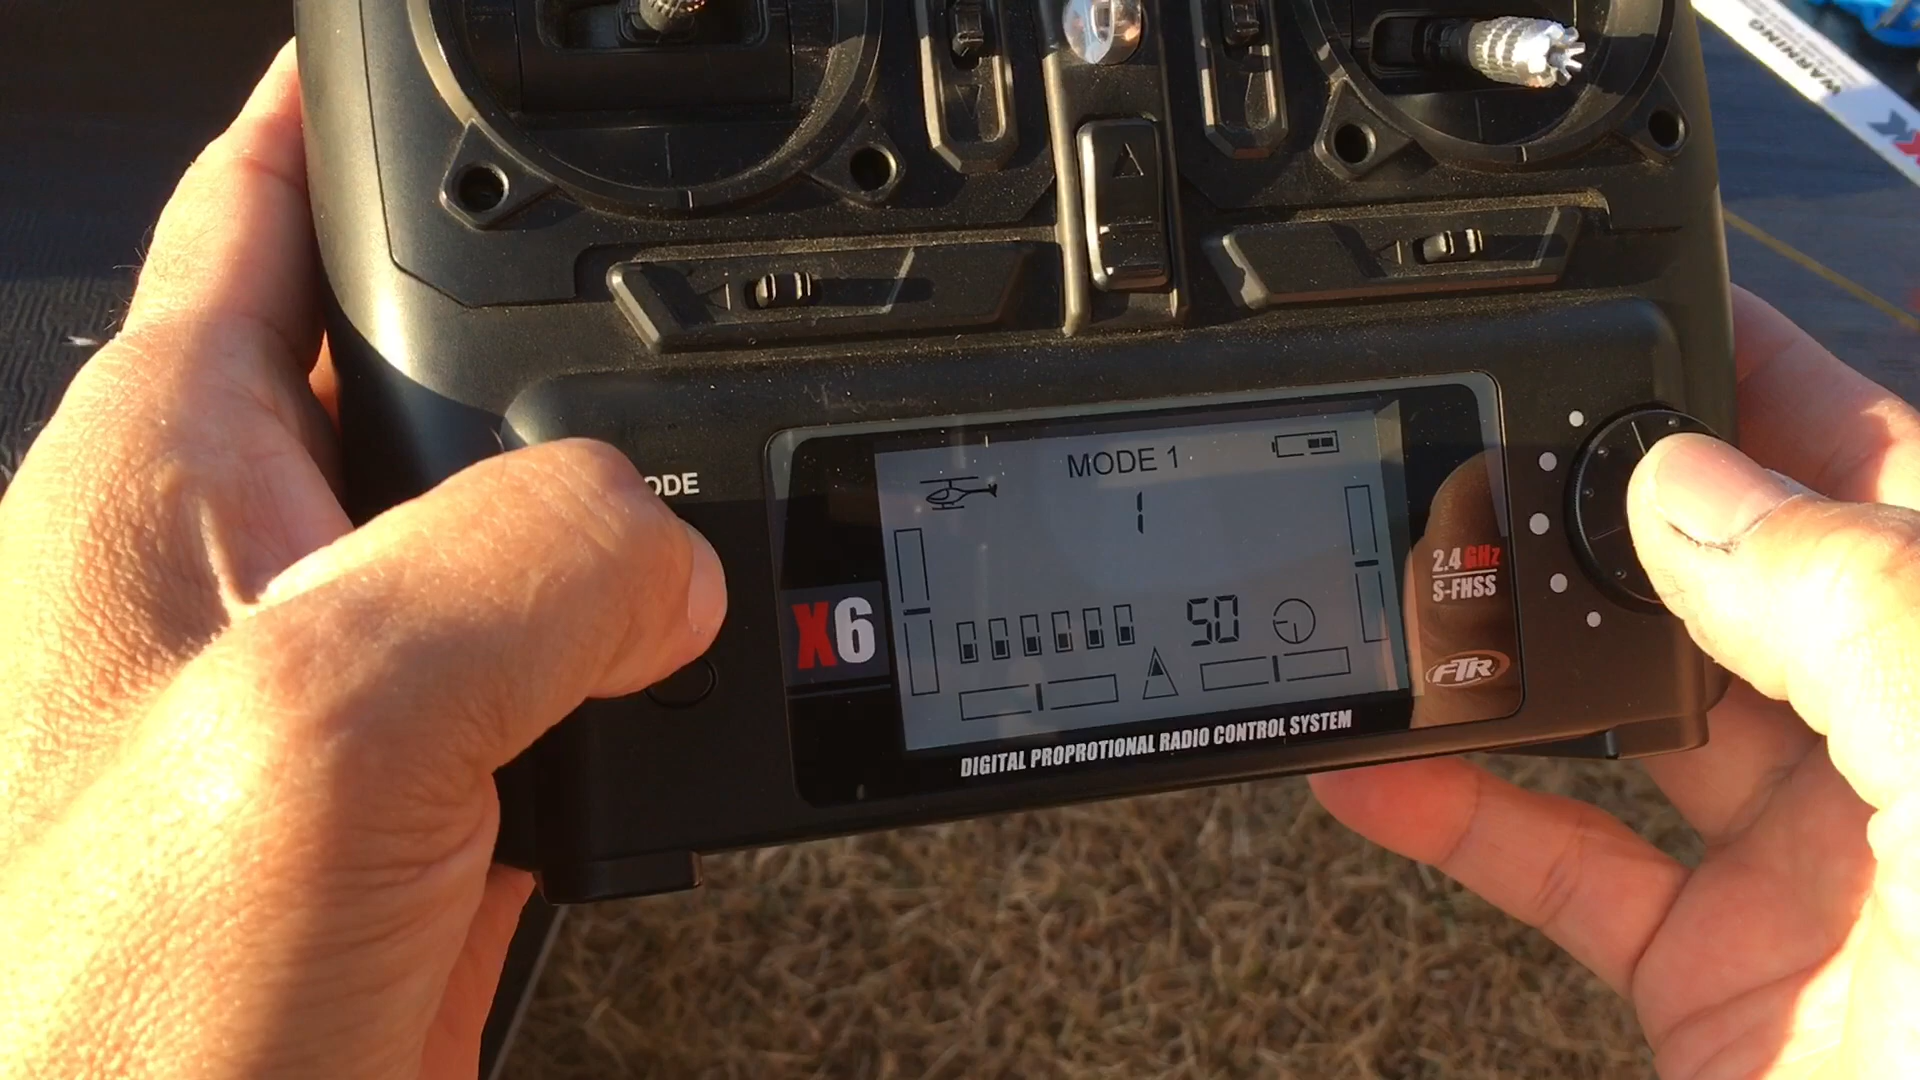 WARNING
MODE 1
1
ODE
2.4 GHz
S-FHSS
X6
50
FTR
DIGITAL PROPROTIONAL RADIO CONTROL SYSTEM